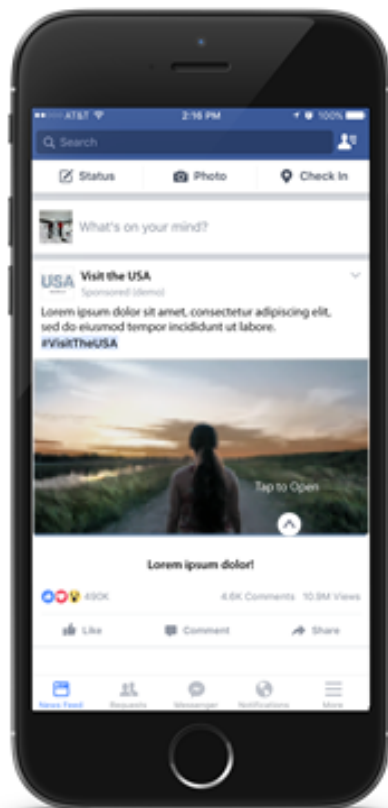 AT&T 2:16 PM 100%
Search
Status Photo Check In
What's on your mind?
USA
Visit the USA
Sponsored (demo)
Lorem ipsum dolor sit amet, consectetur adipiscing elit,
sed do eiusmod tempor incididunt ut labore.
#VisitTheUSA
Tap to Open
Lorem ipsum dolor!
490K 4.6K Comments 10.9M Views
Like Comment Share
News Feed Requests Messenger Notifications More